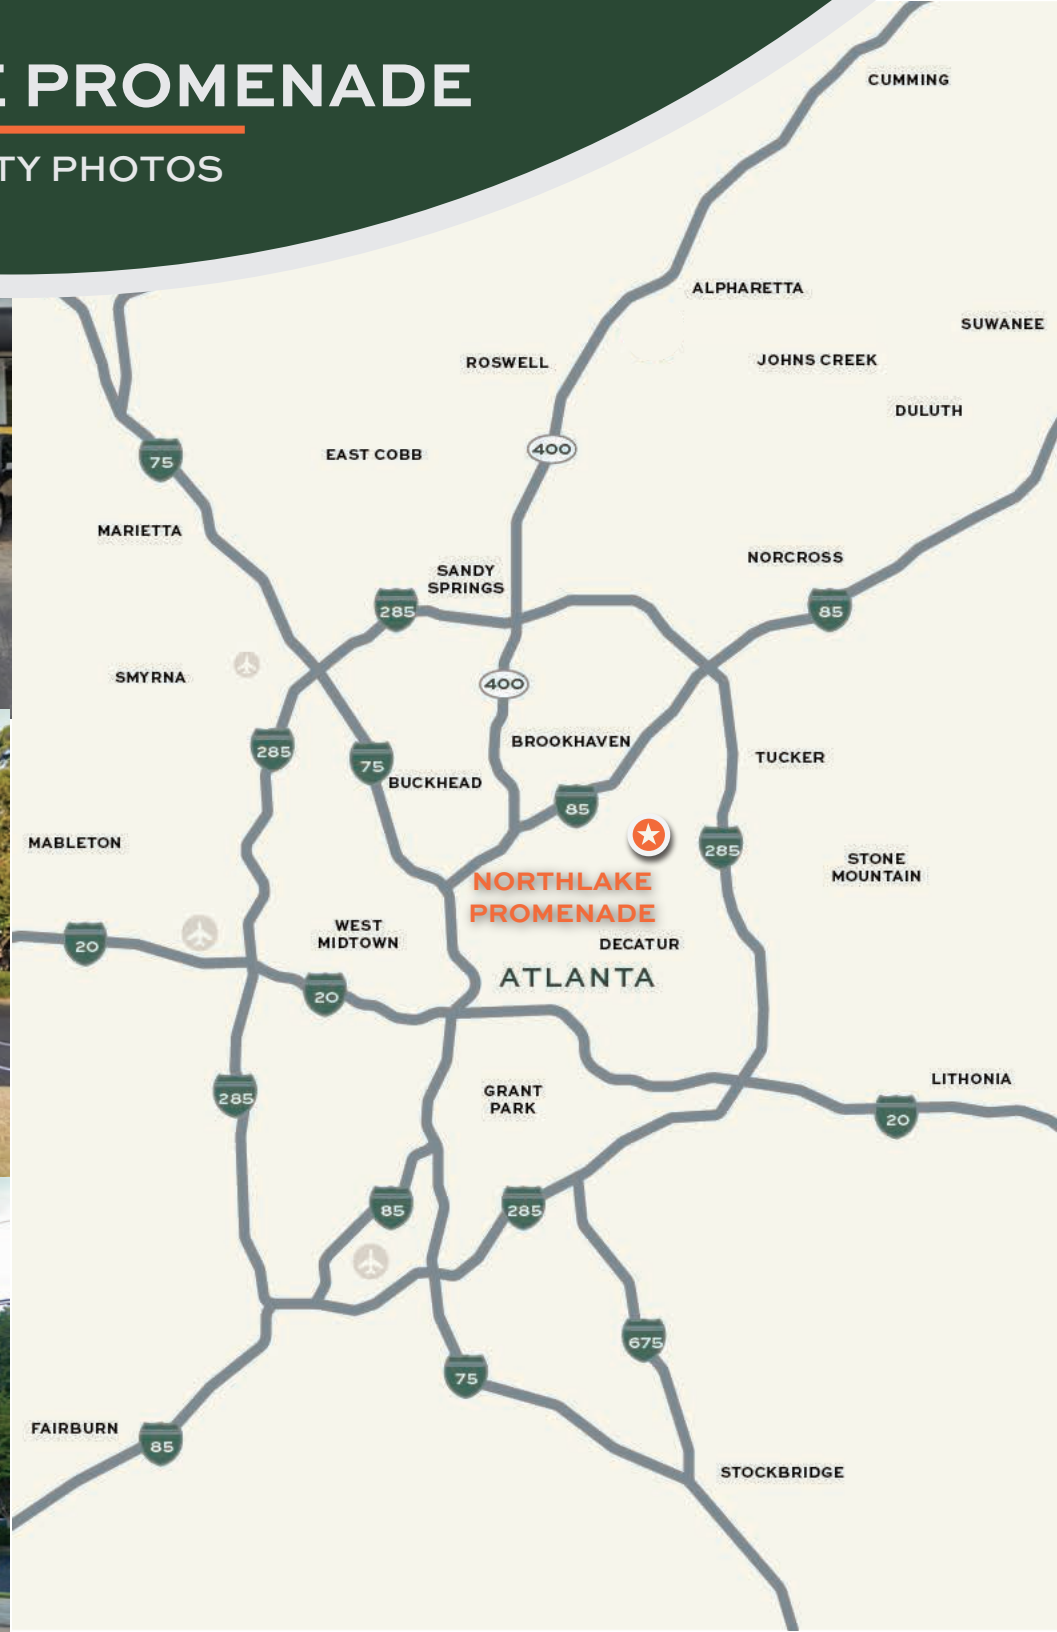 E PROMENADE
TY PHOTOS
CUMMING
ALPHARETTA
SUWANEE
ROSWELL
JOHNS CREEK
DULUTH
EAST COBB
400
75
MARIETTA
NORCROSS
SANDY
SPRINGS
285
85
SMYRNA
400
BROOKHAVEN
285
75
TUCKER
BUCKHEAD
85
MABLETON
285
STONE
MOUNTAIN
NORTHLAKE
PROMENADE
WEST
MIDTOWN
20
DECATUR
ATLANTA
20
LITHONIA
285
GRANT
PARK
20
85
285
675
75
FAIRBURN
85
STOCKBRIDGE